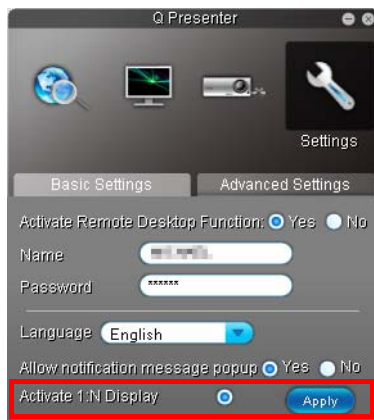 Q Presenter
Settings
Basic Settings Advanced Settings
Activate Remote Desktop Function: Yes No
Name
Password ******
Language English
Allow notification message popup Yes No
Activate 1:N Display Apply